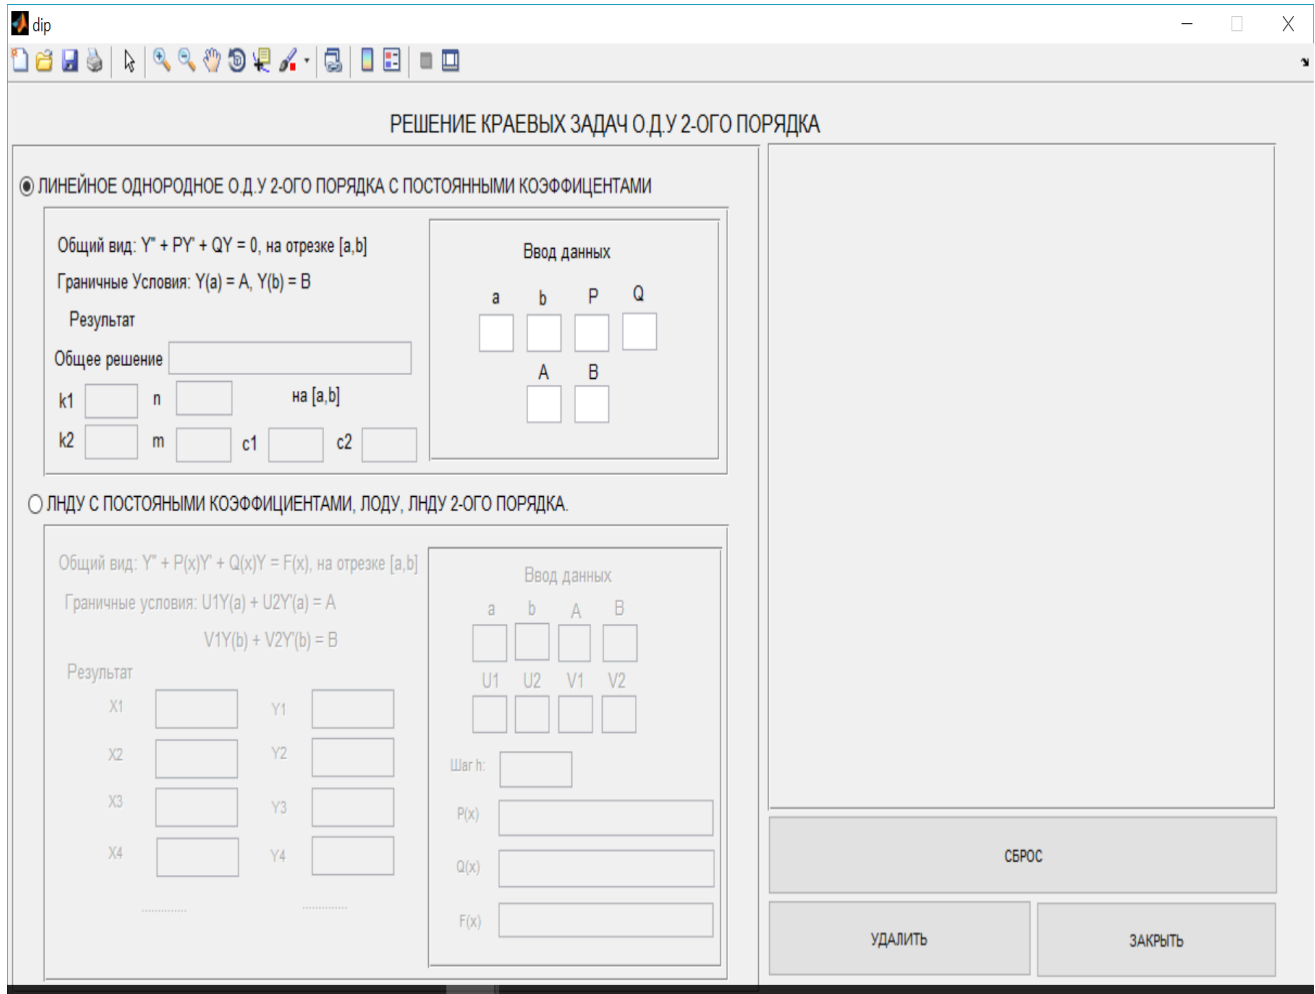 dip
РЕШЕНИЕ КРАЕВЫХ ЗАДАЧ О.Д.У 2-ОГО ПОРЯДКА
ЛИНЕЙНОЕ ОДНОРОДНОЕ О.Д.У 2-ОГО ПОРЯДКА С ПОСТОЯННЫМИ КОЭФФИЦЕНТАМИ
Общий вид: Y'' + PY' + QY = 0, на отрезке [a,b]
Граничные Условия: Y(a) = A, Y(b) = B
Результат
Общее решение
k1 n на [a,b]
k2 m c1 c2
Ввод данных
a b P Q
A B
ЛНДУ С ПОСТОЯНЫМИ КОЭФФИЦИЕНТАМИ, ЛОДУ, ЛНДУ 2-ОГО ПОРЯДКА.
Общий вид: Y'' + P(x)Y' + Q(x)Y = F(x), на отрезке [a,b]
Граничные условия: U1Y(a) + U2Y'(a) = A
V1Y(b) + V2Y'(b) = B
Результат
X1 Y1
X2 Y2
X3 Y3
X4 Y4
.............. ..............
Ввод данных
a b A B
U1 U2 V1 V2
Шаг h:
P(x)
Q(x)
F(x)
СБРОС
УДАЛИТЬ ЗАКРЫТЬ